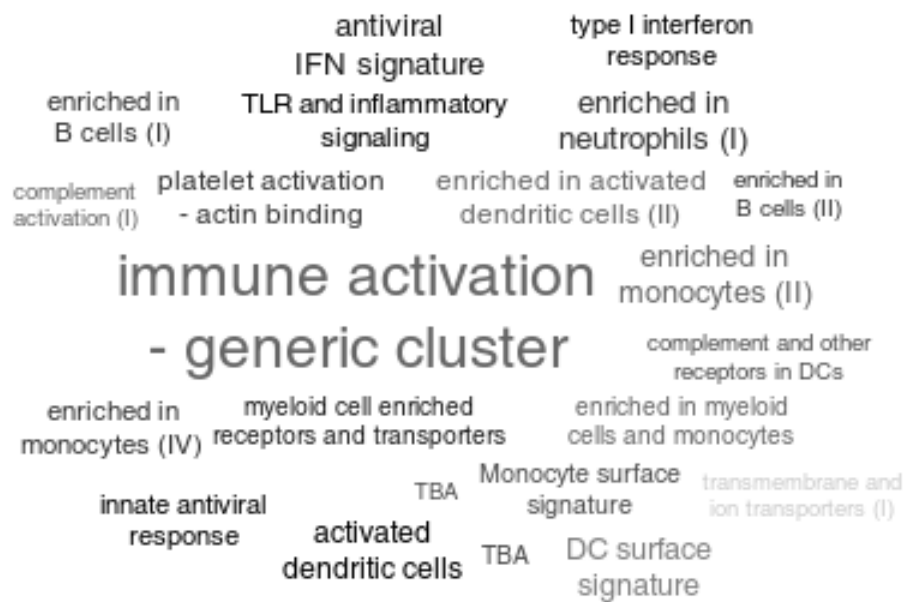 antiviral
IFN signature
type I interferon
response
enriched in
B cells (I)
TLR and inflammatory
signaling
enriched in
neutrophils (I)
complement
activation (I)
platelet activation
- actin binding
enriched in activated
dendritic cells (II)
enriched in
B cells (II)
immune activation
- generic cluster
enriched in
monocytes (II)
complement and other
receptors in DCs
enriched in
monocytes (IV)
myeloid cell enriched
receptors and transporters
enriched in myeloid
cells and monocytes
innate antiviral
response
TBA
Monocyte surface
signature
transmembrane and
ion transporters (I)
activated
dendritic cells
TBA
DC surface
signature